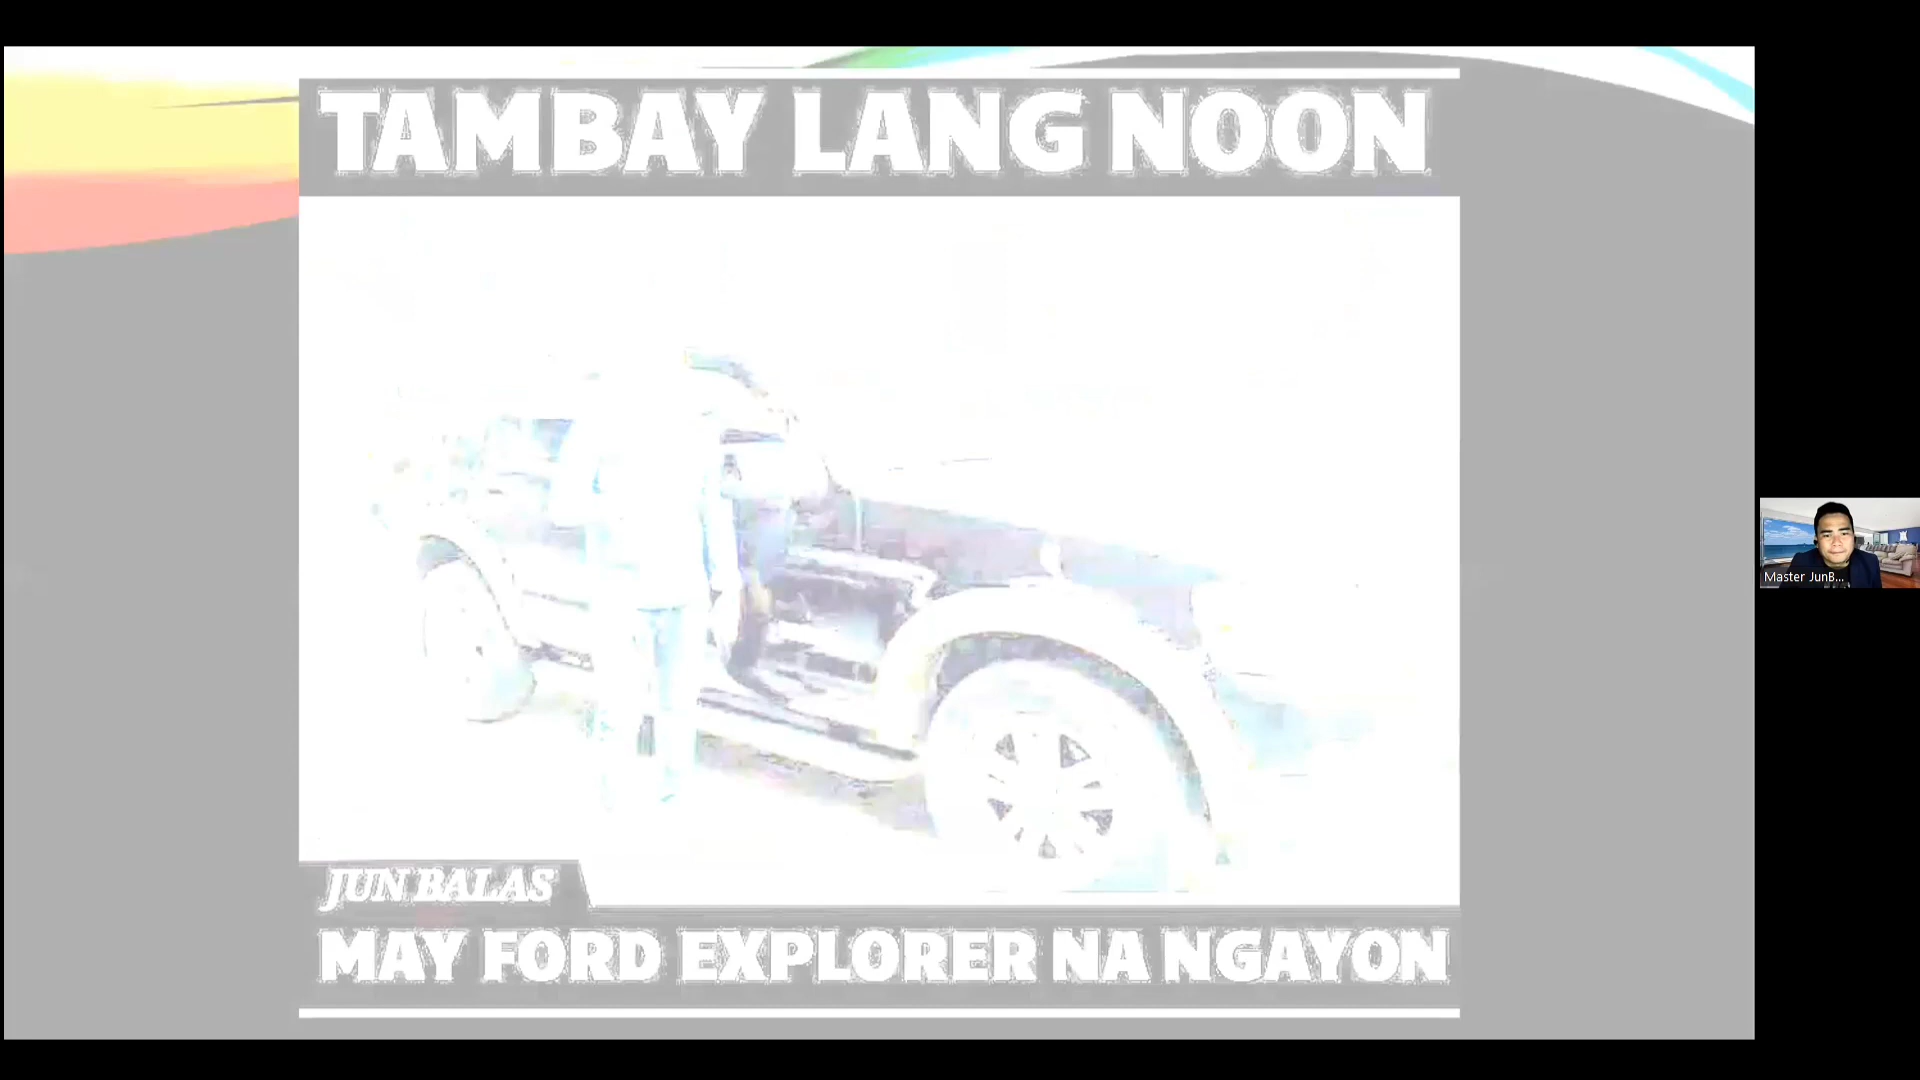 TAMBAY LANG NOON
JUN BALAS
MAY FORD EXPLORER NA NGAYON
Master JunB...